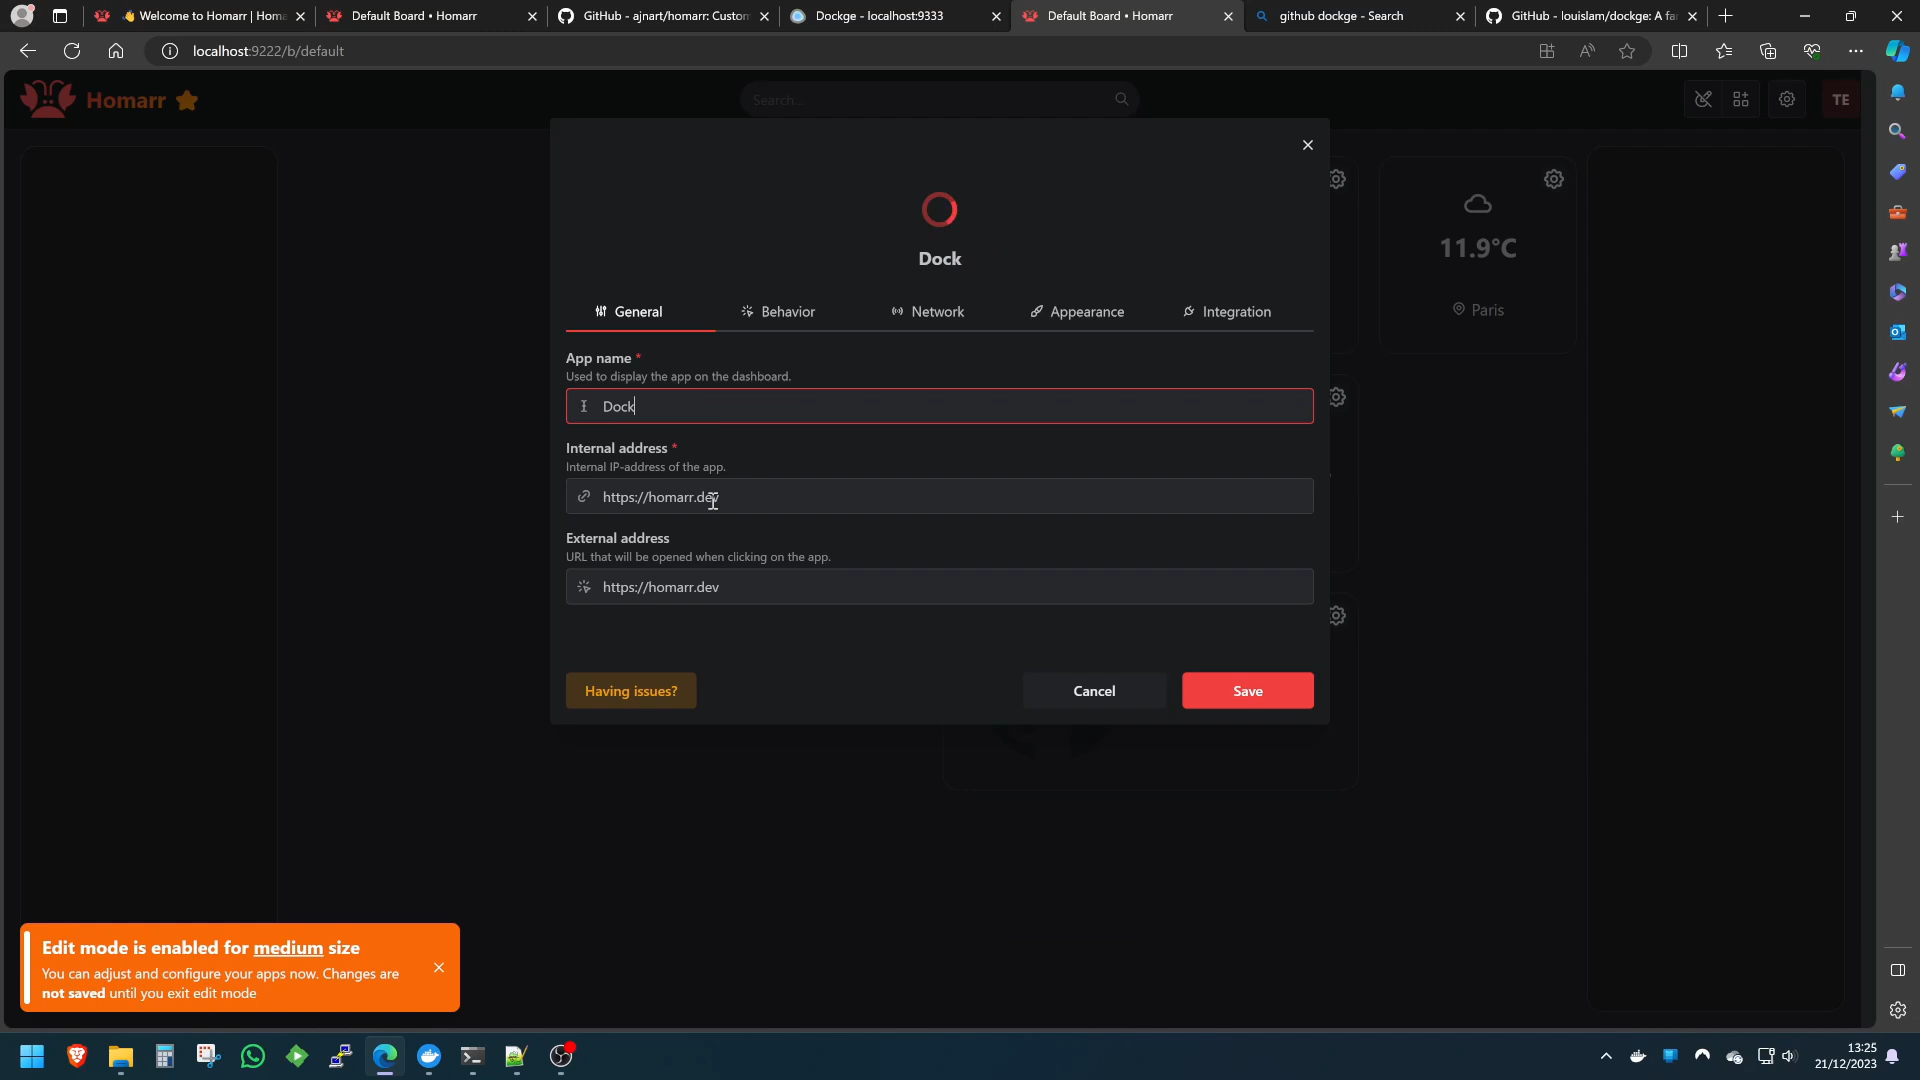 👋 Welcome to Homarr | Homa
Default Board • Homarr
GitHub - ajnart/homarr: Custom
Dockge - localhost:9333
Default Board • Homarr
github dockge - Search
GitHub - louislam/dockge: A fa
localhost:9222/b/default
Homarr
Search...
TE
Dock
11.9°C
Paris
General
Behavior
Network
Appearance
Integration
App name *
Used to display the app on the dashboard.
Dock
Internal address *
Internal IP-address of the app.
https://homarr.dev
External address
URL that will be opened when clicking on the app.
https://homarr.dev
Having issues?
Cancel
Save
Edit mode is enabled for medium size
You can adjust and configure your apps now. Changes are
not saved until you exit edit mode
13:25
21/12/2023